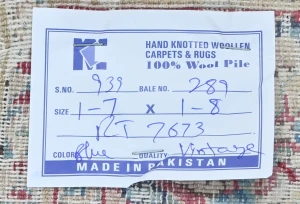 HAND KNOTTED WOOLLEN
CARPETS & RUGS
100% Wool Pile
S.NO. 939 BALE NO. 289
SIZE 1-7 X 1-8
RT 7673
COLOR Blue QUALITY Vintage
MADE IN PAKISTAN